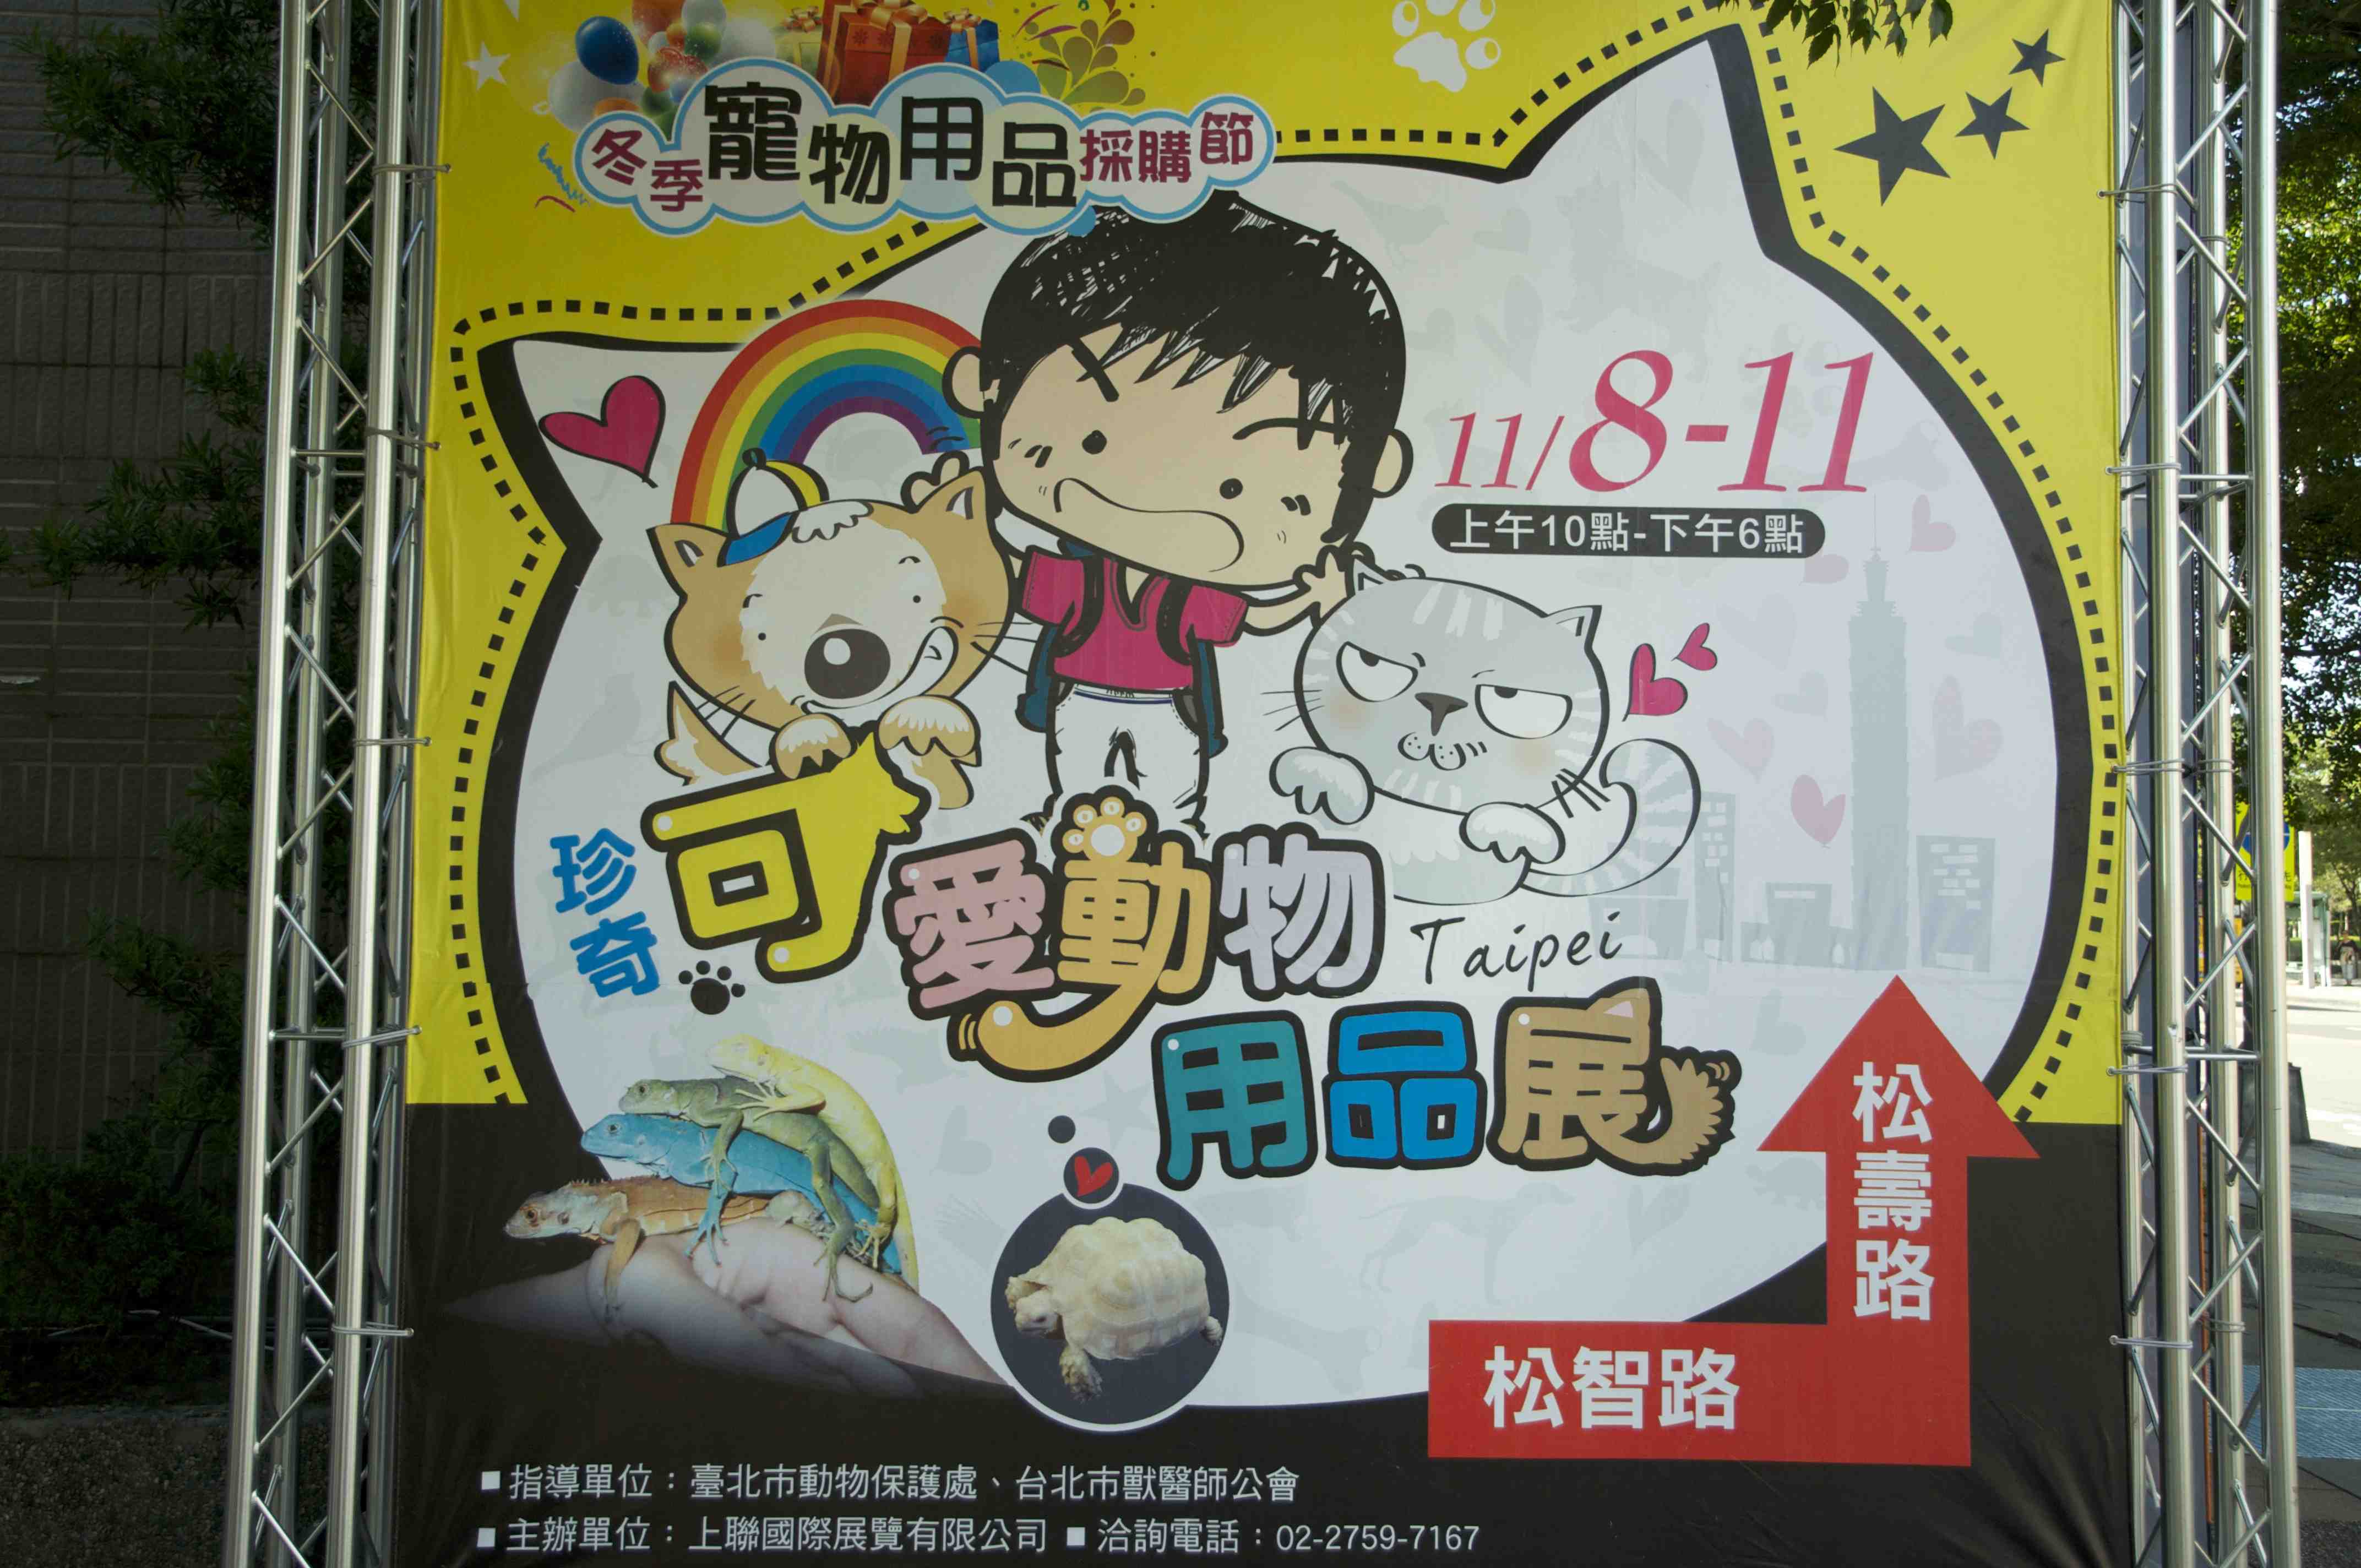 冬季寵物用品採購節
11/8-11
上午10點-下午6點
珍奇
可愛動物
Taipei
用品展
松壽路
松智路
■指導單位：臺北市動物保護處、台北市獸醫師公會
■主辦單位：上聯國際展覽有限公司 ■洽詢電話：02-2759-7167